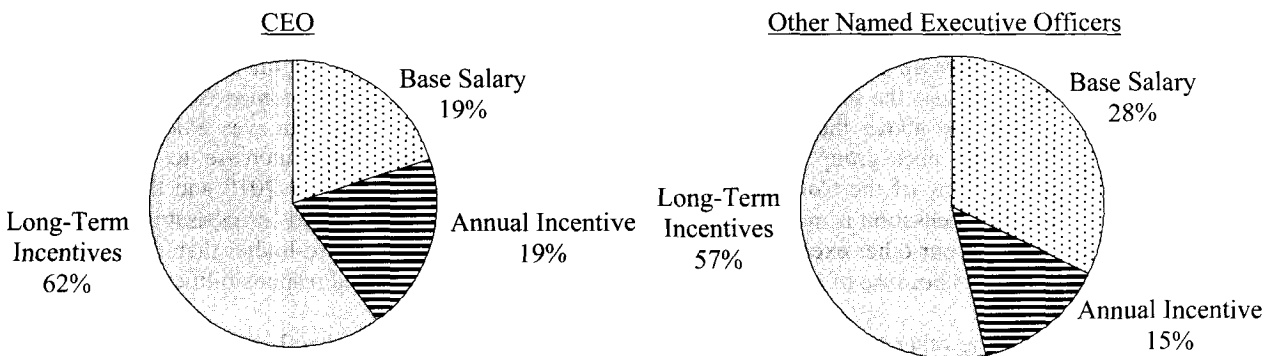 CEO
Base Salary
19%
Annual Incentive
19%
Long-Term
Incentives
62%
Other Named Executive Officers
Base Salary
28%
Annual Incentive
15%
Long-Term
Incentives
57%